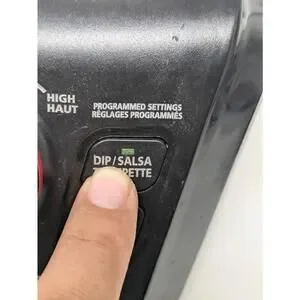 HIGH
HAUT
PROGRAMMED SETTINGS
RÉGLAGES PROGRAMMÉS
DIP/SALSA